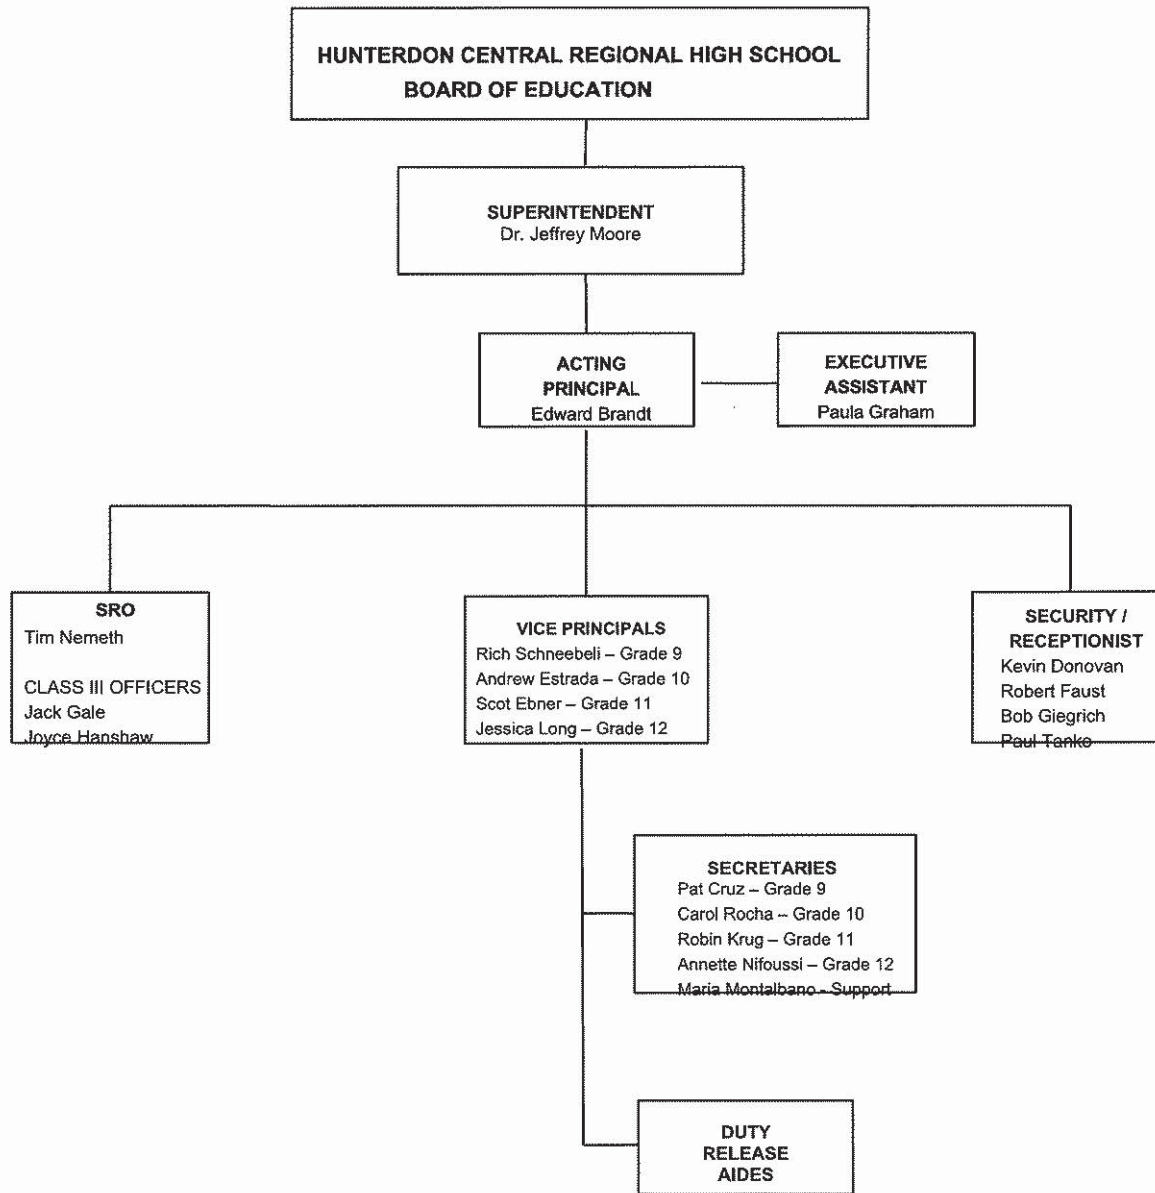 HUNTERDON CENTRAL REGIONAL HIGH SCHOOL
BOARD OF EDUCATION
SUPERINTENDENT
Dr. Jeffrey Moore
ACTING
PRINCIPAL
Edward Brandt
EXECUTIVE
ASSISTANT
Paula Graham
SRO
Tim Nemeth
CLASS III OFFICERS
Jack Gale
Joyce Hanshaw
VICE PRINCIPALS
Rich Schneebeli – Grade 9
Andrew Estrada – Grade 10
Scot Ebner – Grade 11
Jessica Long – Grade 12
SECURITY /
RECEPTIONIST
Kevin Donovan
Robert Faust
Bob Giegrich
Paul Tanko
SECRETARIES
Pat Cruz – Grade 9
Carol Rocha – Grade 10
Robin Krug – Grade 11
Annette Nifoussi – Grade 12
Maria Montalbano - Support
DUTY
RELEASE
AIDES